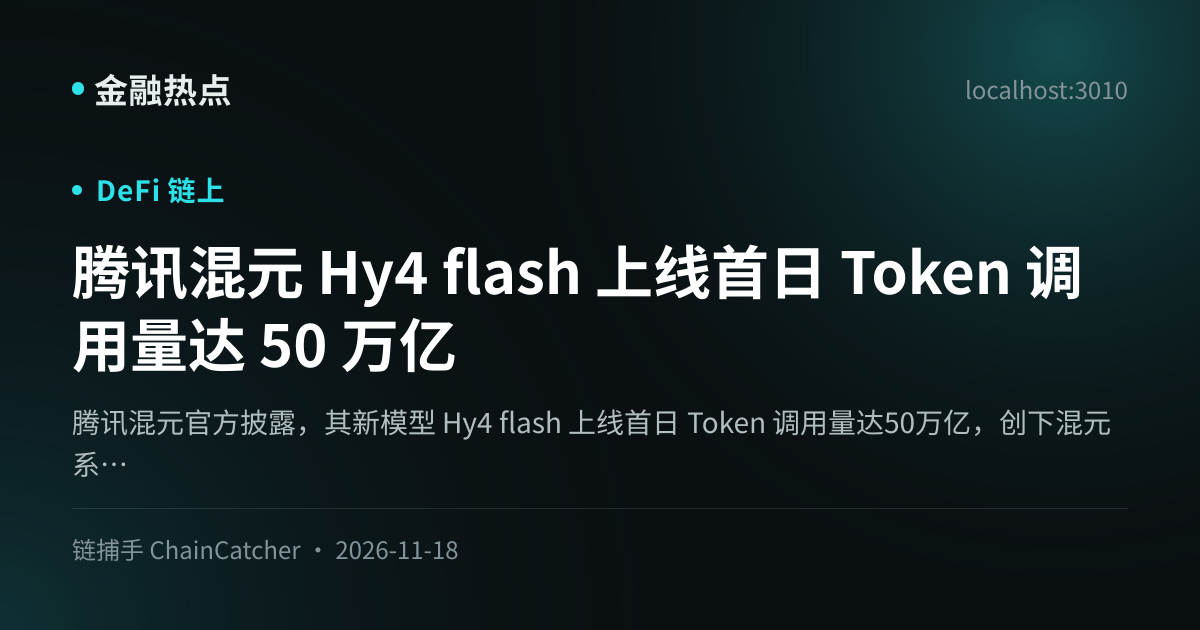 金融热点
localhost:3010
DeFi 链上
腾讯混元 Hy4 flash 上线首日 Token 调
用量达 50 万亿
腾讯混元官方披露，其新模型 Hy4 flash 上线首日 Token 调用量达50万亿，创下混元
系…
链捕手 ChainCatcher · 2026-11-18